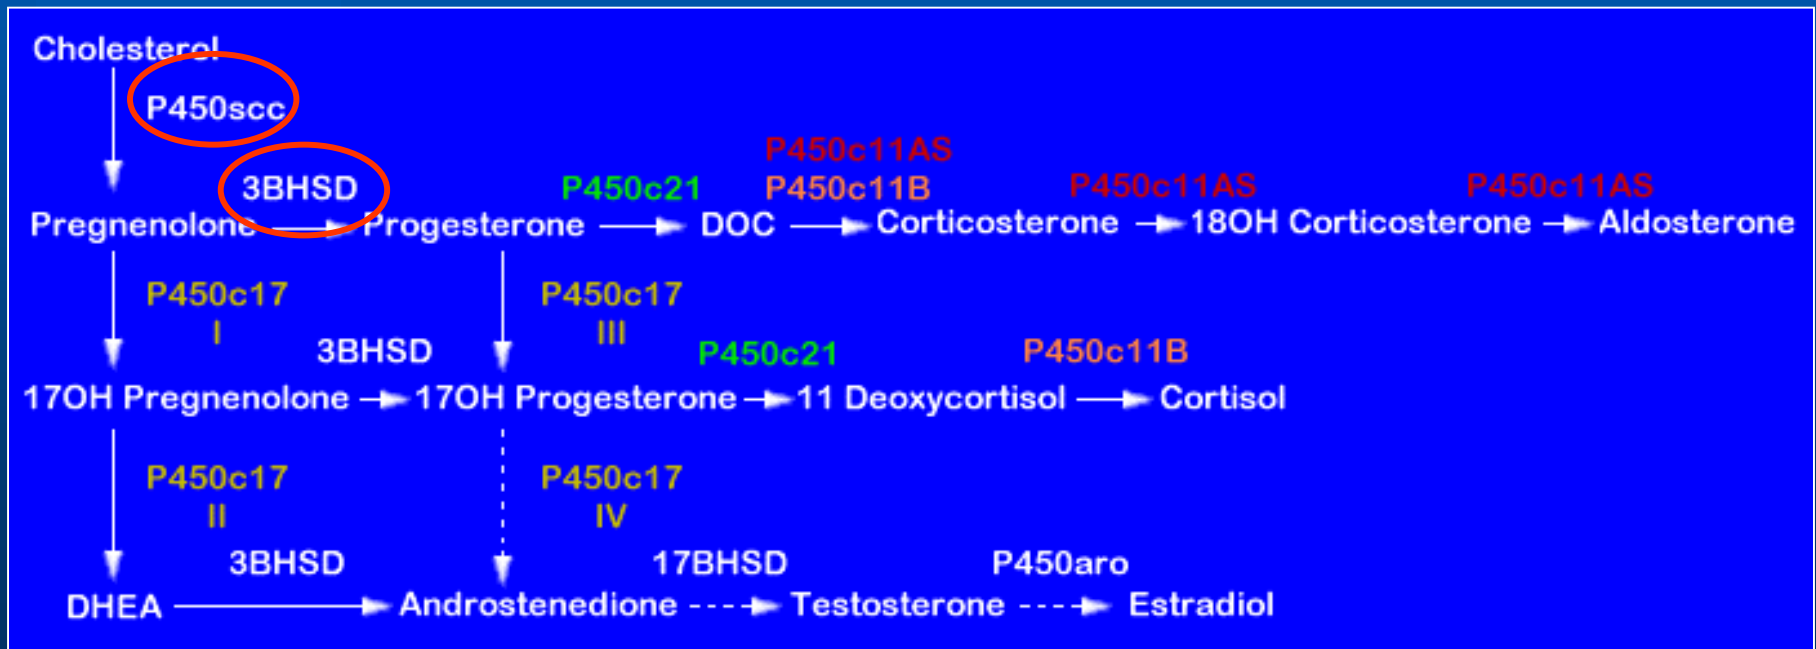 Cholesterol
P450scc
P450c11AS
3BHSD P450c21 P450c11B P450c11AS P450c11AS
Pregnenolone Progesterone DOC Corticosterone 18OH Corticosterone Aldosterone
P450c17 P450c17
I III
3BHSD P450c21 P450c11B
17OH Pregnenolone 17OH Progesterone 11 Deoxycortisol Cortisol
P450c17 P450c17
II IV
3BHSD 17BHSD P450aro
DHEA Androstenedione Testosterone Estradiol